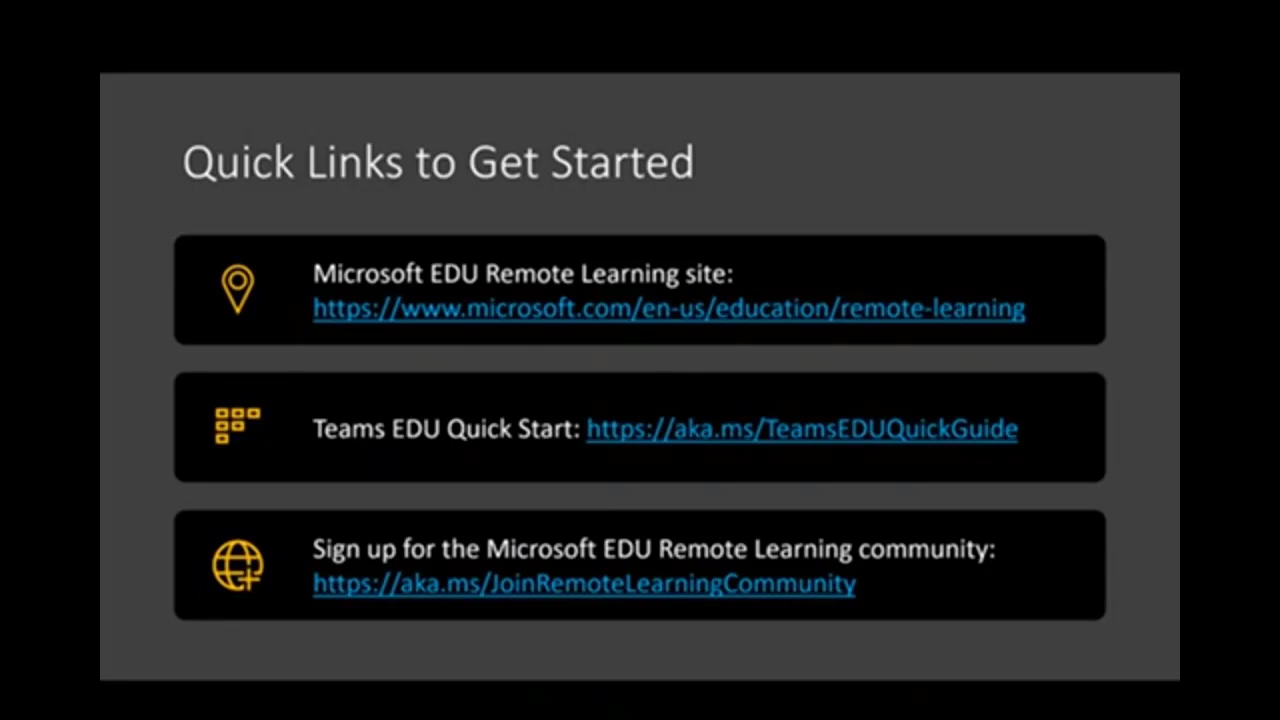 Quick Links to Get Started
Microsoft EDU Remote Learning site:
https://www.microsoft.com/en-us/education/remote-learning
Teams EDU Quick Start: https://aka.ms/TeamsEDUQuickGuide
Sign up for the Microsoft EDU Remote Learning community:
https://aka.ms/JoinRemoteLearningCommunity